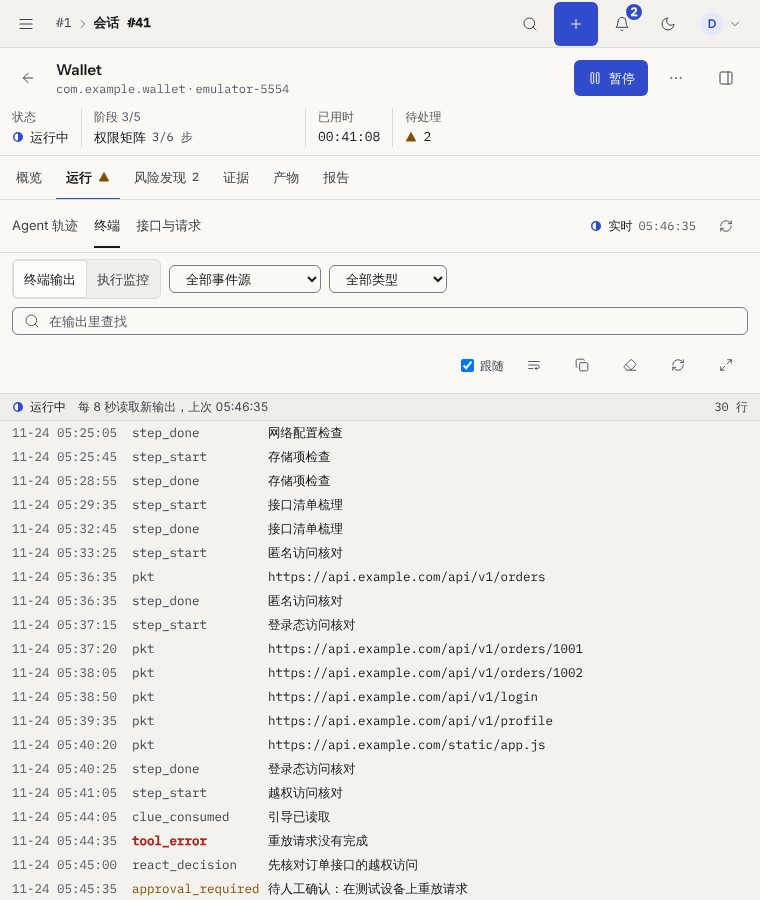 #1 会话 #41 2 D
Wallet
com.example.wallet · emulator-5554
暂停
状态 阶段 3/5 已用时 待处理
运行中 权限矩阵 3/6 步 00:41:08 2
概览 运行 风险发现 2 证据 产物 报告
Agent 轨迹 终端 接口与请求 实时 05:46:35
终端输出 执行监控 全部事件源 全部类型
在输出里查找
跟随
运行中 每 8 秒读取新输出，上次 05:46:35 30 行
11-24 05:25:05 step_done 网络配置检查
11-24 05:25:45 step_start 存储项检查
11-24 05:28:55 step_done 存储项检查
11-24 05:29:35 step_start 接口清单梳理
11-24 05:32:45 step_done 接口清单梳理
11-24 05:33:25 step_start 匿名访问核对
11-24 05:36:35 pkt https://api.example.com/api/v1/orders
11-24 05:36:35 step_done 匿名访问核对
11-24 05:37:15 step_start 登录态访问核对
11-24 05:37:20 pkt https://api.example.com/api/v1/orders/1001
11-24 05:38:05 pkt https://api.example.com/api/v1/orders/1002
11-24 05:38:50 pkt https://api.example.com/api/v1/login
11-24 05:39:35 pkt https://api.example.com/api/v1/profile
11-24 05:40:20 pkt https://api.example.com/static/app.js
11-24 05:40:25 step_done 登录态访问核对
11-24 05:41:05 step_start 越权访问核对
11-24 05:44:05 clue_consumed 引导已读取
11-24 05:44:35 tool_error 重放请求没有完成
11-24 05:45:00 react_decision 先核对订单接口的越权访问
11-24 05:45:35 approval_required 待人工确认：在测试设备上重放请求